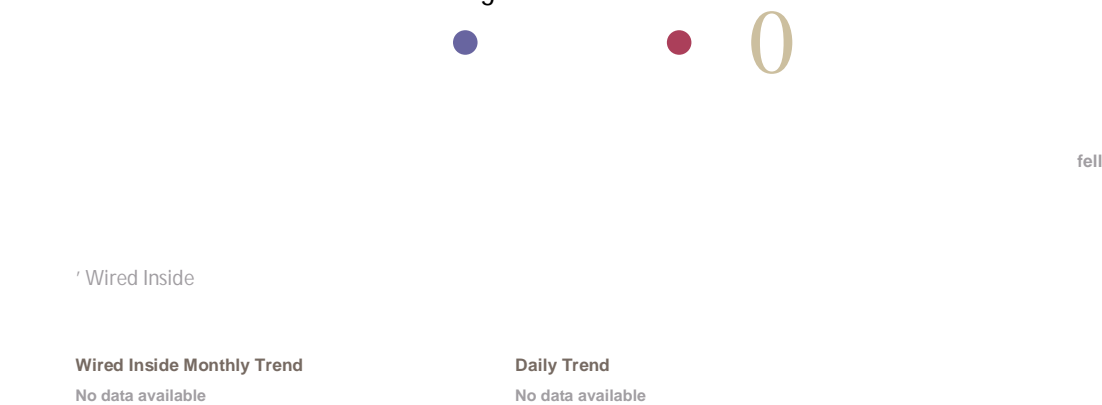 g
0
fell
' Wired Inside
Wired Inside Monthly Trend
Daily Trend
No data available
No data available